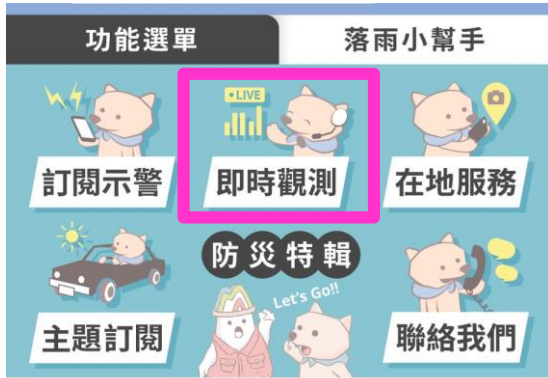 功能選單
落雨小幫手
LIVE
訂閱示警
即時觀測
在地服務
防災特輯
Let's Go!!
主題訂閱
聯絡我們